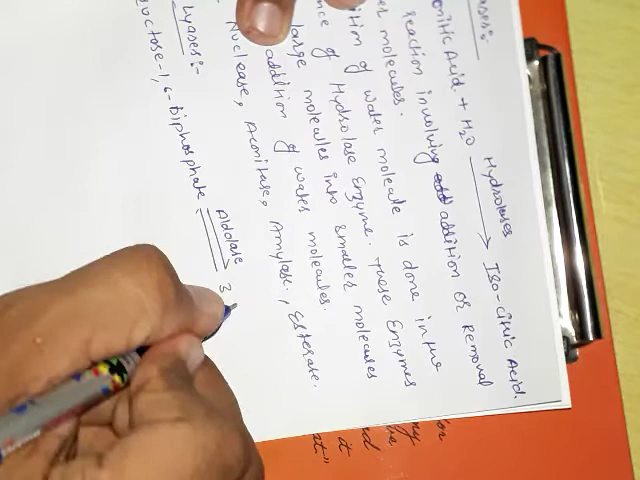 onitic Acid. + H2O Hydrolases → Iso-citric Acid.
reaction involving addition or removal
molecules.
of water molecule is done in the
of Hydrolase Enzyme. These Enzymes
large molecules into smaller molecules
addition of water molecules.
Nuclease, Aconitase, Amylase, Esterase.
Lyases:-
uctose-1, 6-Diphosphate Aldolase 3